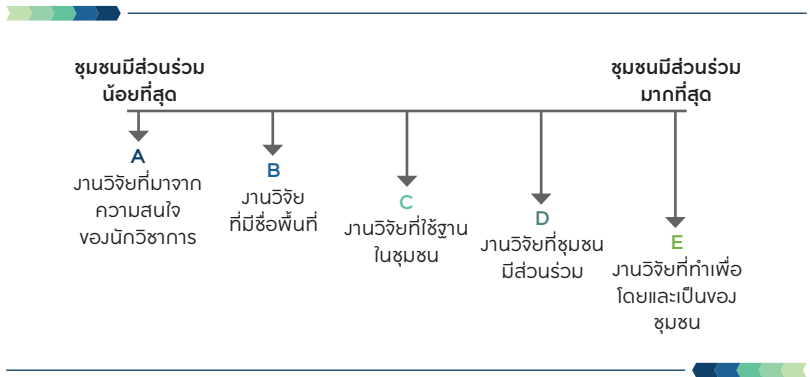 ชุมชนมีส่วนร่วม
น้อยที่สุด
ชุมชนมีส่วนร่วม
มากที่สุด
A
งานวิจัยที่มาจาก
ความสนใจ
ของนักวิชาการ
B
งานวิจัย
ที่มีชื่อพื้นที่
C
งานวิจัยที่ใช้ฐาน
ในชุมชน
D
งานวิจัยที่ชุมชน
มีส่วนร่วม
E
งานวิจัยที่ทำเพื่อ
โดยและเป็นของ
ชุมชน